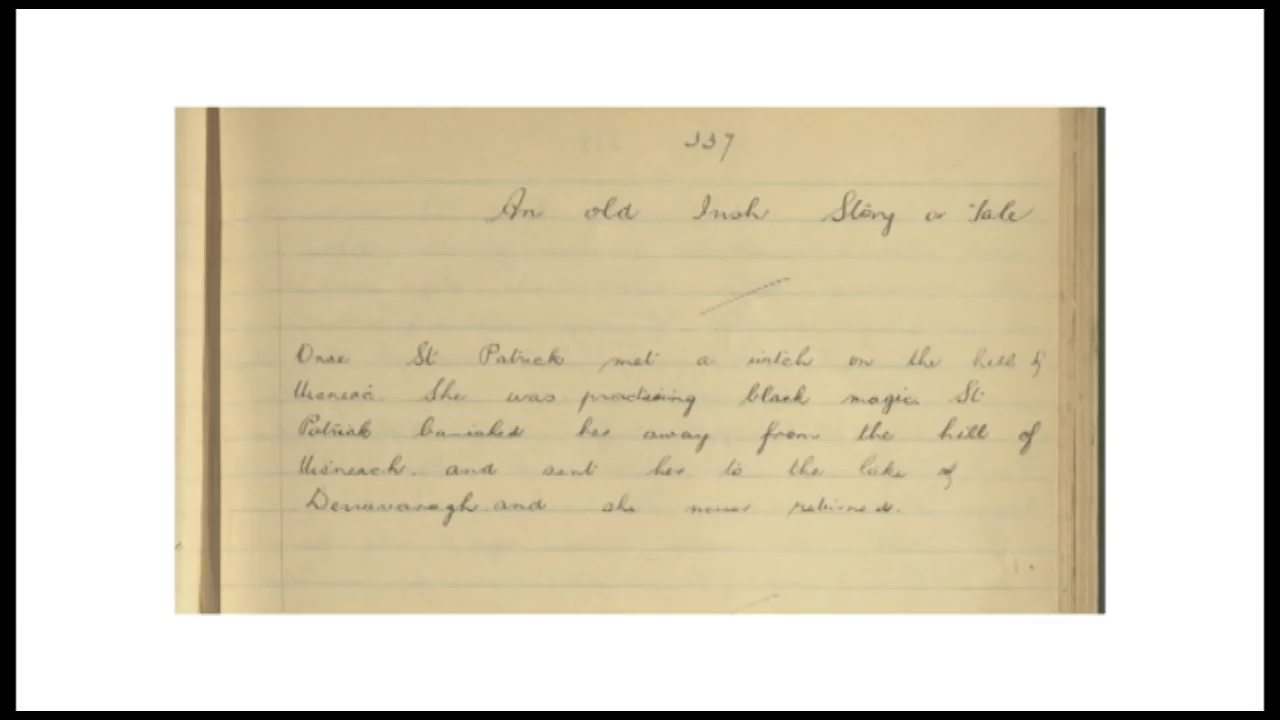 337
An old Irish Story or Tale
Once St Patrick met a witch on the hill of
Uisneac. She was practising black magic. St
Patrick banished her away from the hill of
Uisneach. and sent her to the lake of
Derravaragh and she never returned.